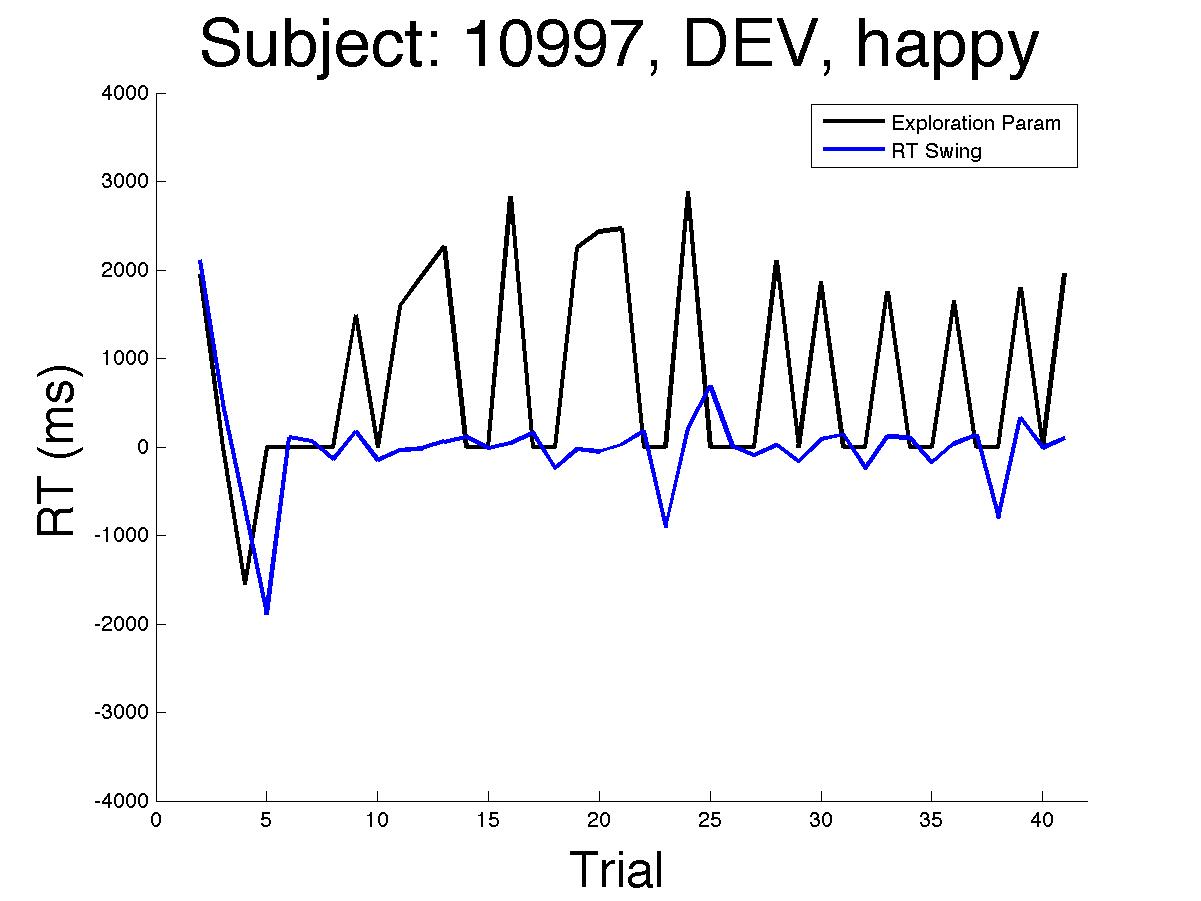 Subject: 10997, DEV, happy
Exploration Param
RT Swing
4000
3000
2000
1000
0
-1000
-2000
-3000
-4000
RT (ms)
0 5 10 15 20 25 30 35 40
Trial